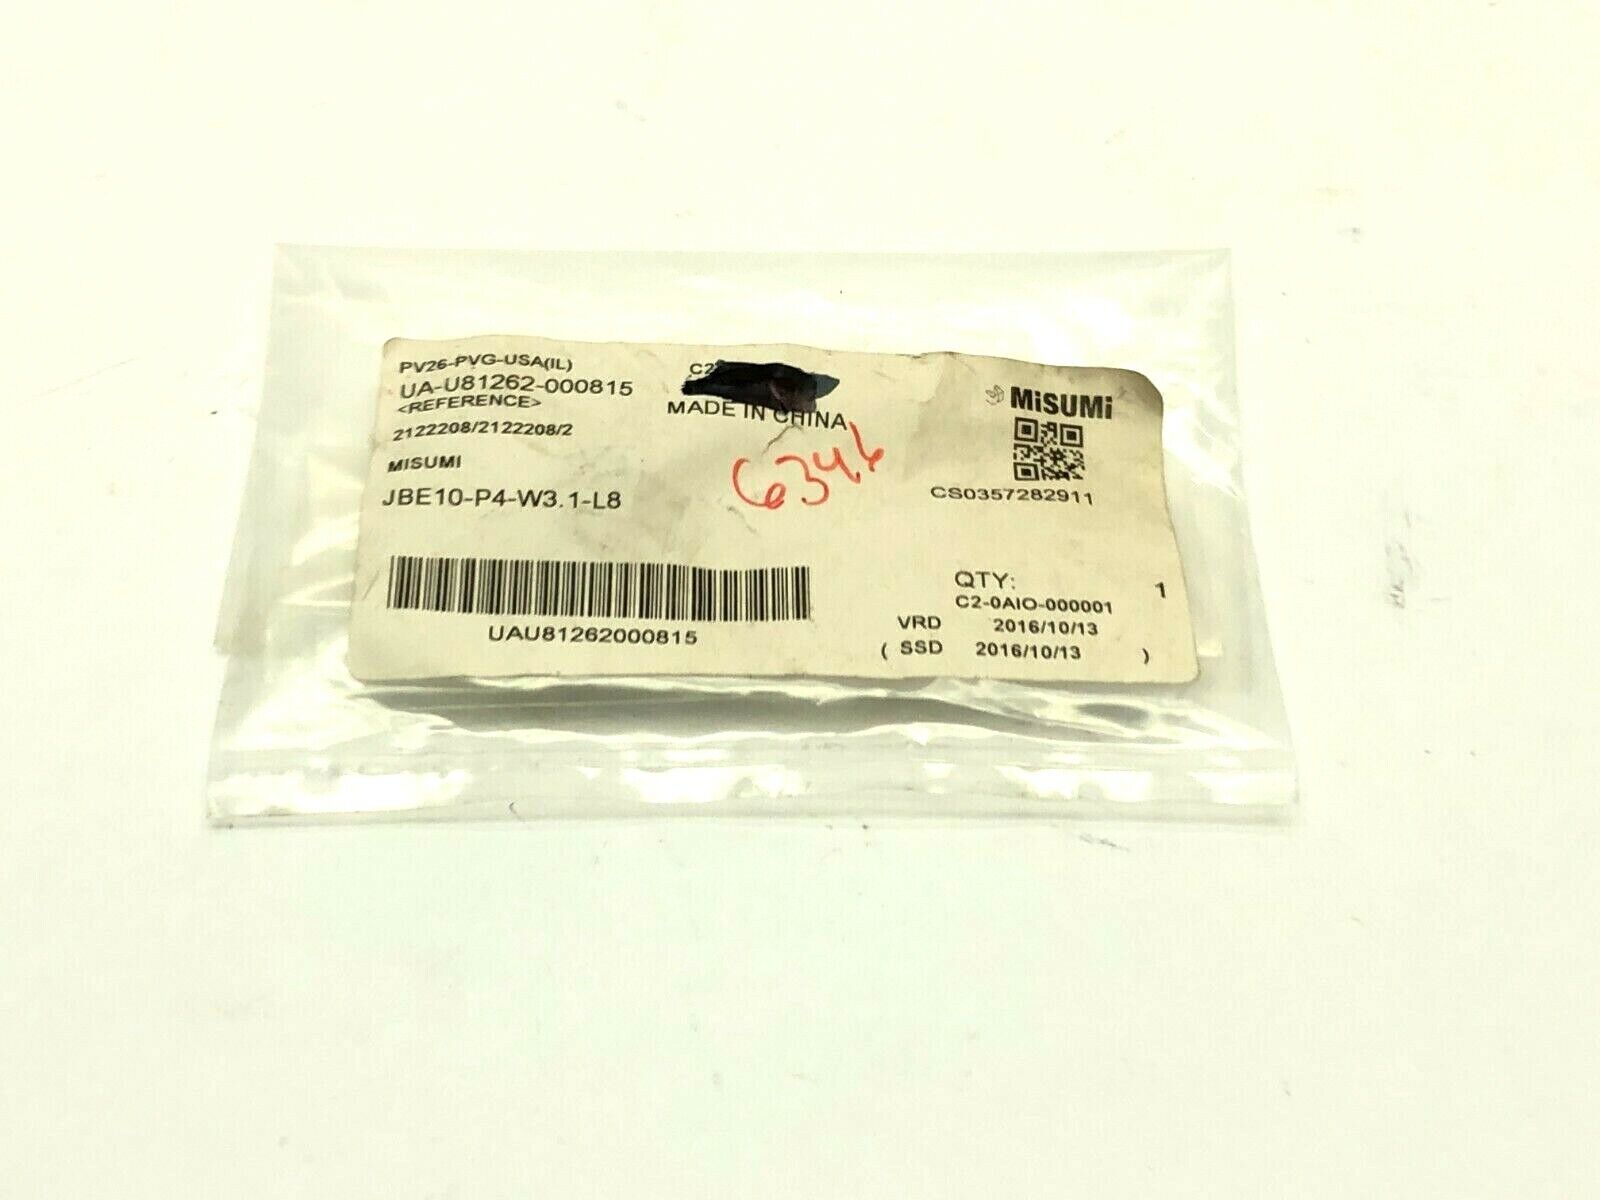 PV26-PVG-USA(IL)
UA-U81262-000815
<REFERENCE>
2122208/2122208/2
MISUMI
JBE10-P4-W3.1-L8
UAU81262000815
MADE IN CHINA
634.6
MiSUMi
CS0357282911
QTY: 1
C2-0AIO-000001
VRD 2016/10/13
( SSD 2016/10/13 )